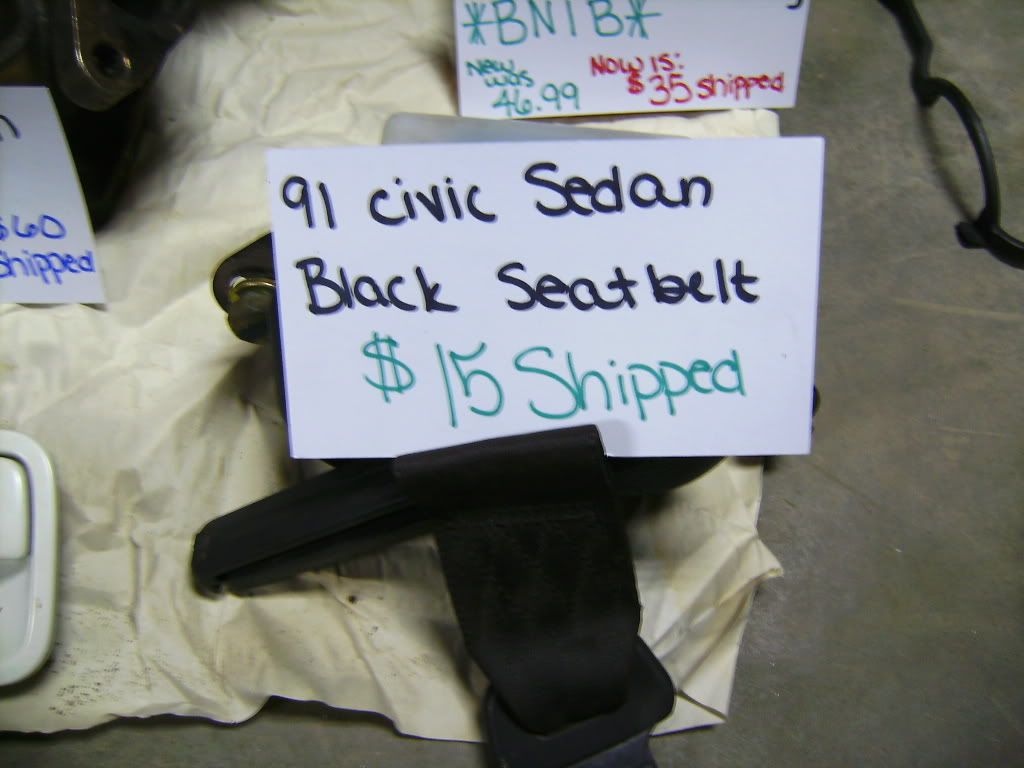 *BNIB*
New was 46.99
Now is: $35 shipped
$60
Shipped
91 civic Sedan
Black Seatbelt
$15 Shipped